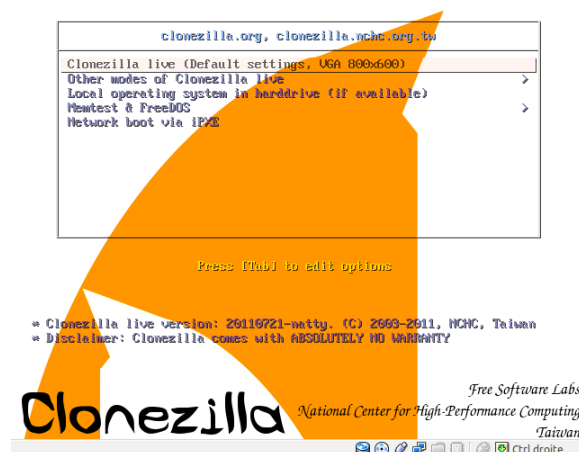 clonezilla.org, clonezilla.nchc.org.tw
Clonezilla live (Default settings, VGA 800x600)
Other modes of Clonezilla live >
Local operating system in harddrive (if available)
Memtest & FreeDOS >
Network boot via iPXE
Press [Tab] to edit options
* Clonezilla live version: 20110721-natty. (C) 2003-2011, NCHC, Taiwan
* Disclaimer: Clonezilla comes with ABSOLUTELY NO WARRANTY
Free Software Labs
Clonezilla National Center for High-Performance Computing
Taiwan
Ctrl droite